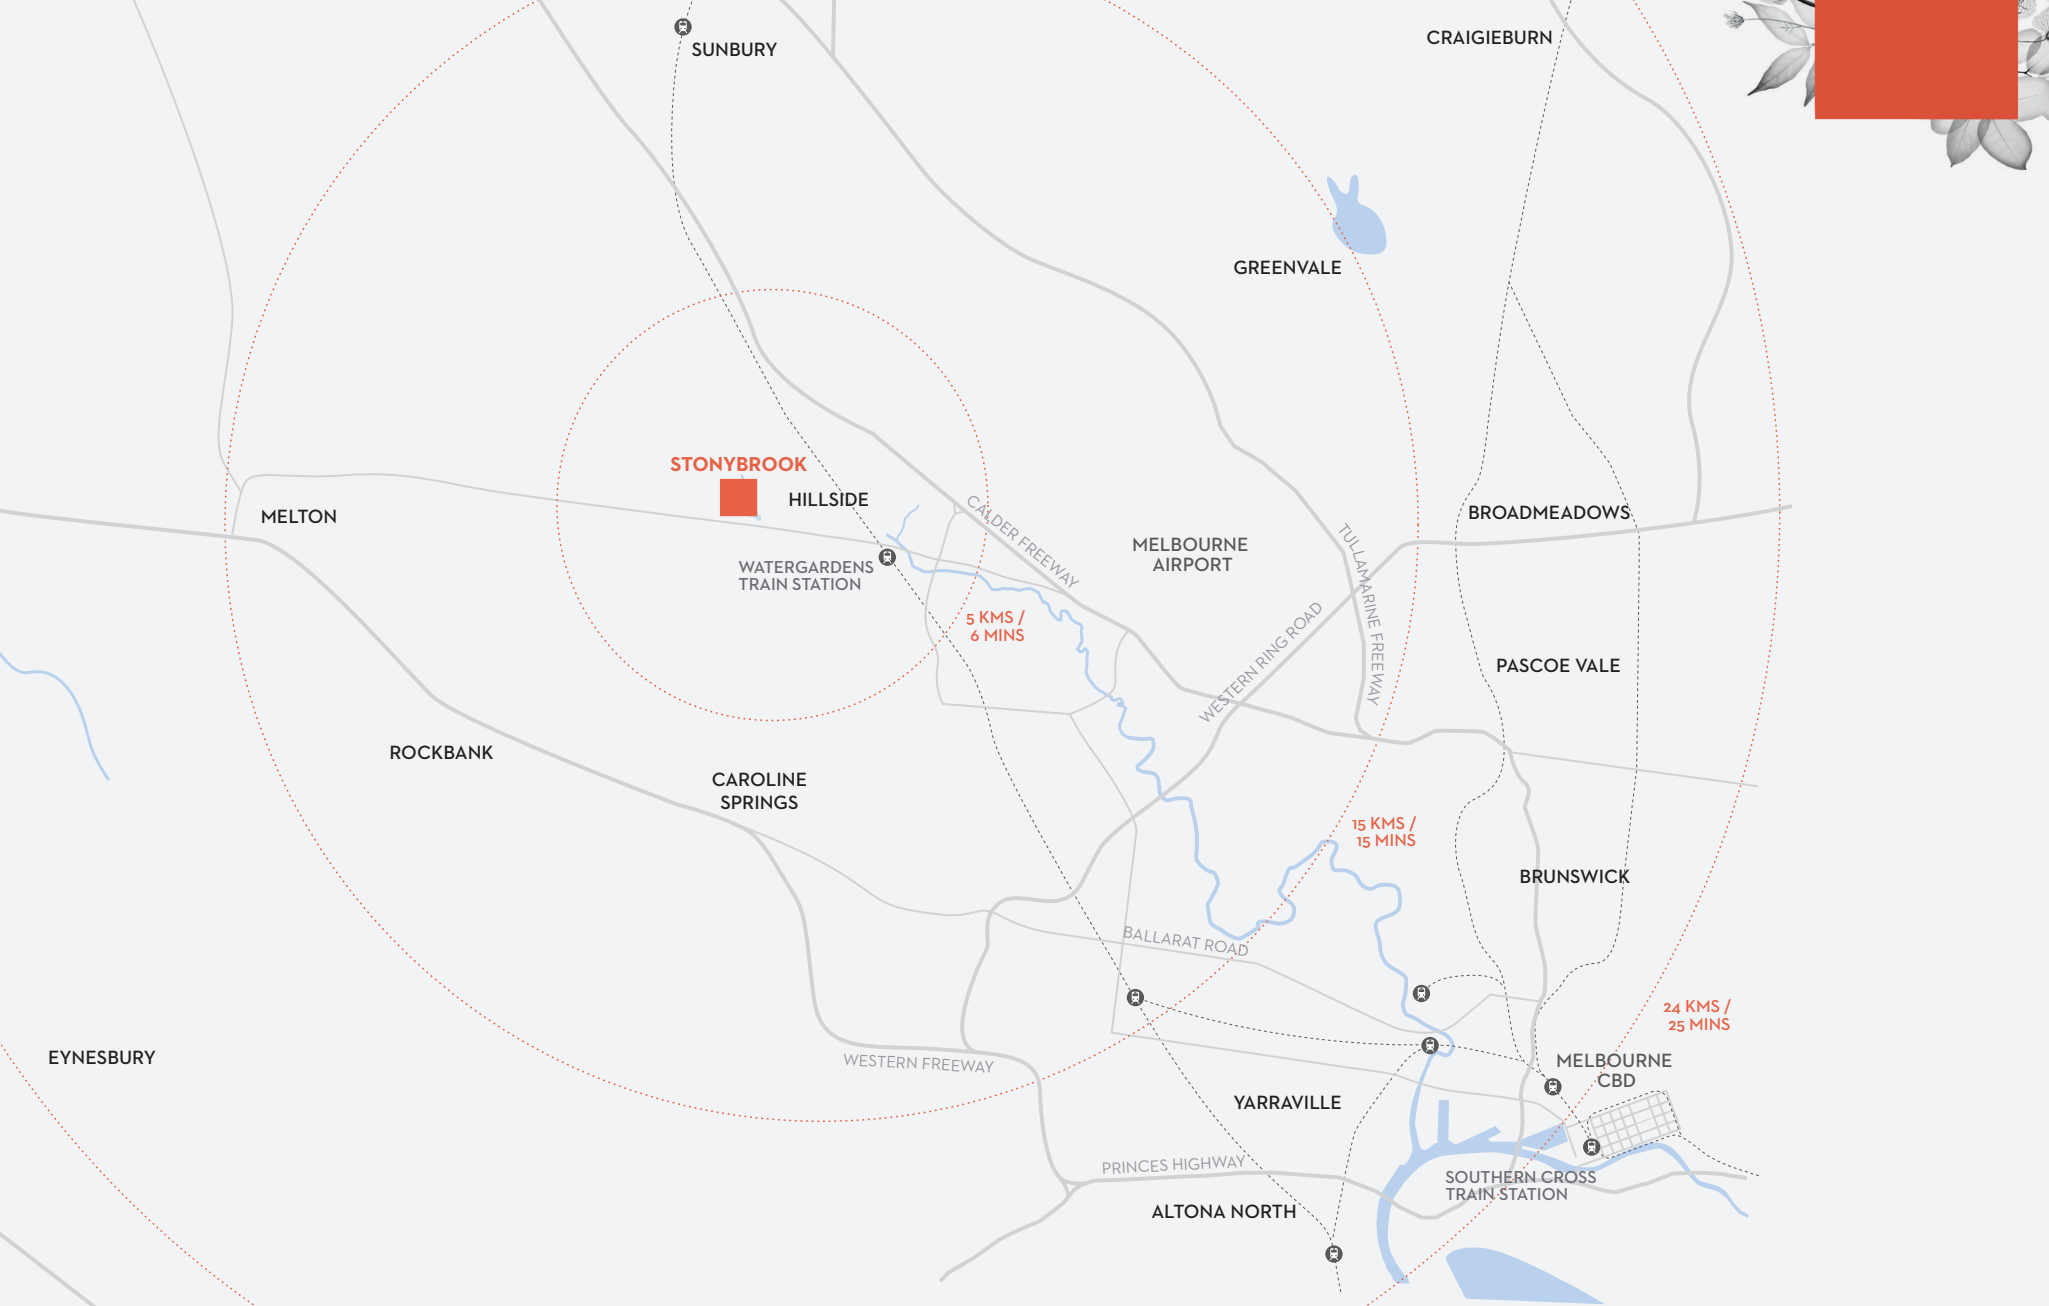 SUNBURY
CRAIGIEBURN
GREENVALE
STONYBROOK
HILLSIDE
MELTON
CALDER FREEWAY
BROADMEADOWS
MELBOURNE
AIRPORT
TULLAMARINE FREEWAY
WATERGARDENS
TRAIN STATION
5 KMS /
6 MINS
WESTERN RING ROAD
PASCOE VALE
ROCKBANK
CAROLINE
SPRINGS
15 KMS /
15 MINS
BRUNSWICK
BALLARAT ROAD
24 KMS /
25 MINS
EYNESBURY
WESTERN FREEWAY
MELBOURNE
CBD
YARRAVILLE
PRINCES HIGHWAY
SOUTHERN CROSS
TRAIN STATION
ALTONA NORTH